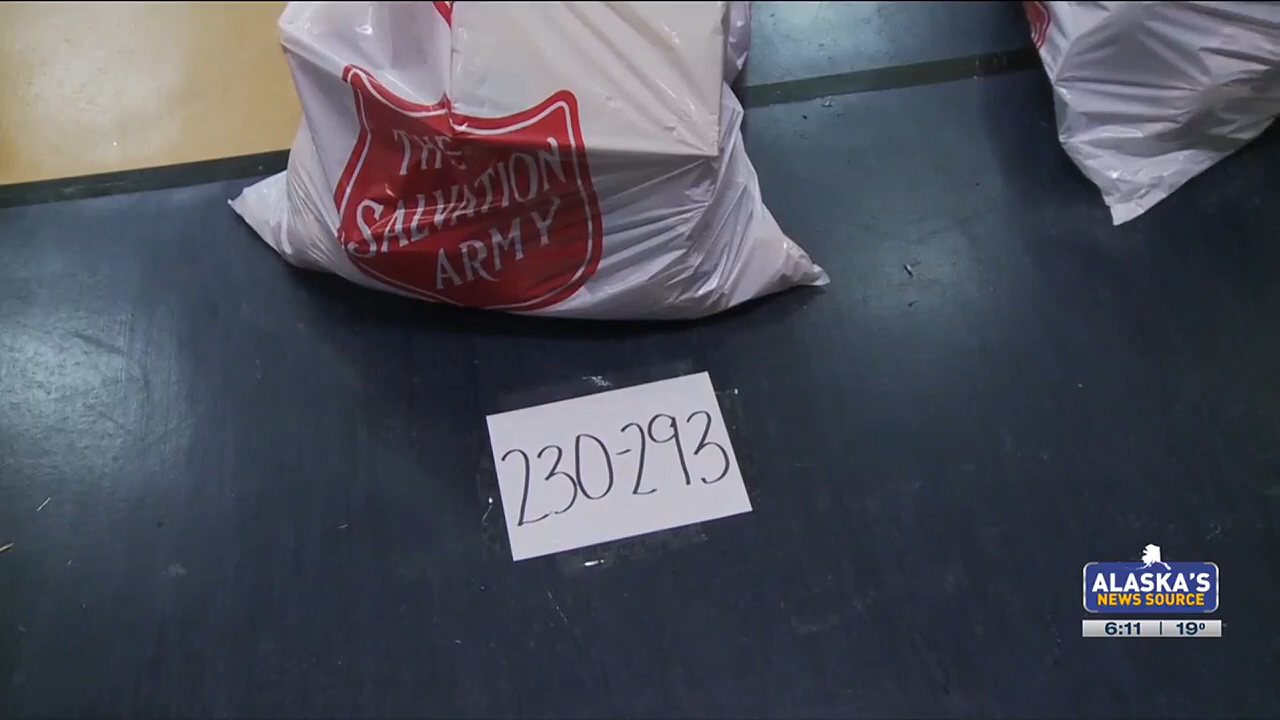 THE
SALVATION
ARMY
230-293
ALASKA'S
NEWS SOURCE
6:11 | 19°